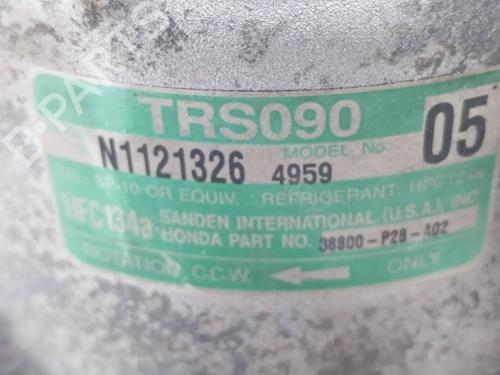 TRS090
05
N1121326
MODEL No.
4959
OIL: SP-10 OR EQUIV. REFRIGERANT: HFC134a
HFC134a
SANDEN INTERNATIONAL (U.S.A.), INC
HONDA PART NO. 38800-P28-A02
ROTATION C.C.W. ONLY
B-PARTS